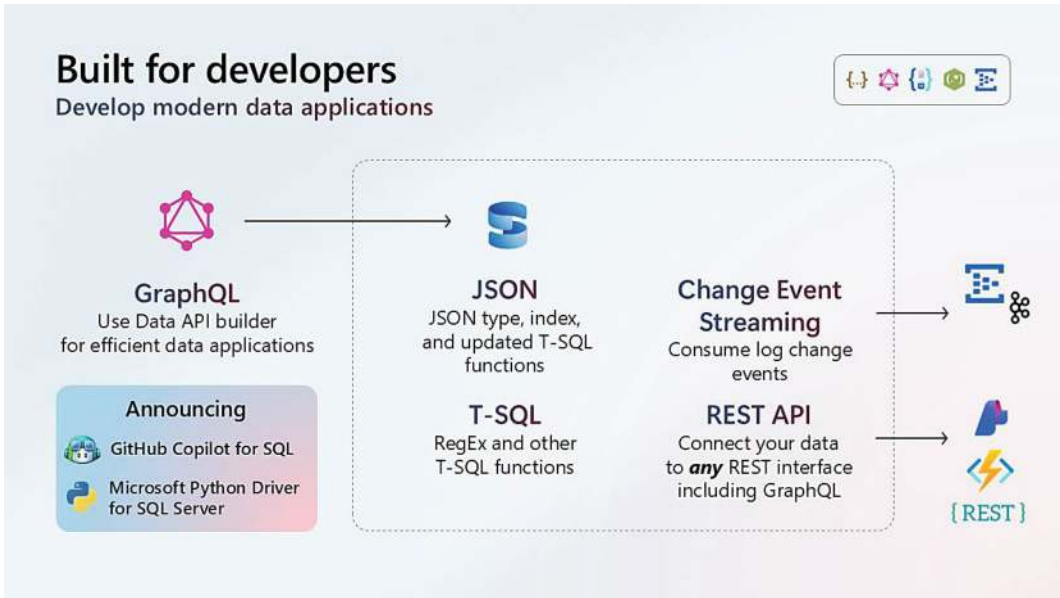 Built for developers
Develop modern data applications
GraphQL
Use Data API builder
for efficient data applications
Announcing
GitHub Copilot for SQL
Microsoft Python Driver
for SQL Server
JSON
JSON type, index,
and updated T-SQL
functions
T-SQL
RegEx and other
T-SQL functions
Change Event
Streaming
Consume log change
events
REST API
Connect your data
to any REST interface
including GraphQL
{REST}